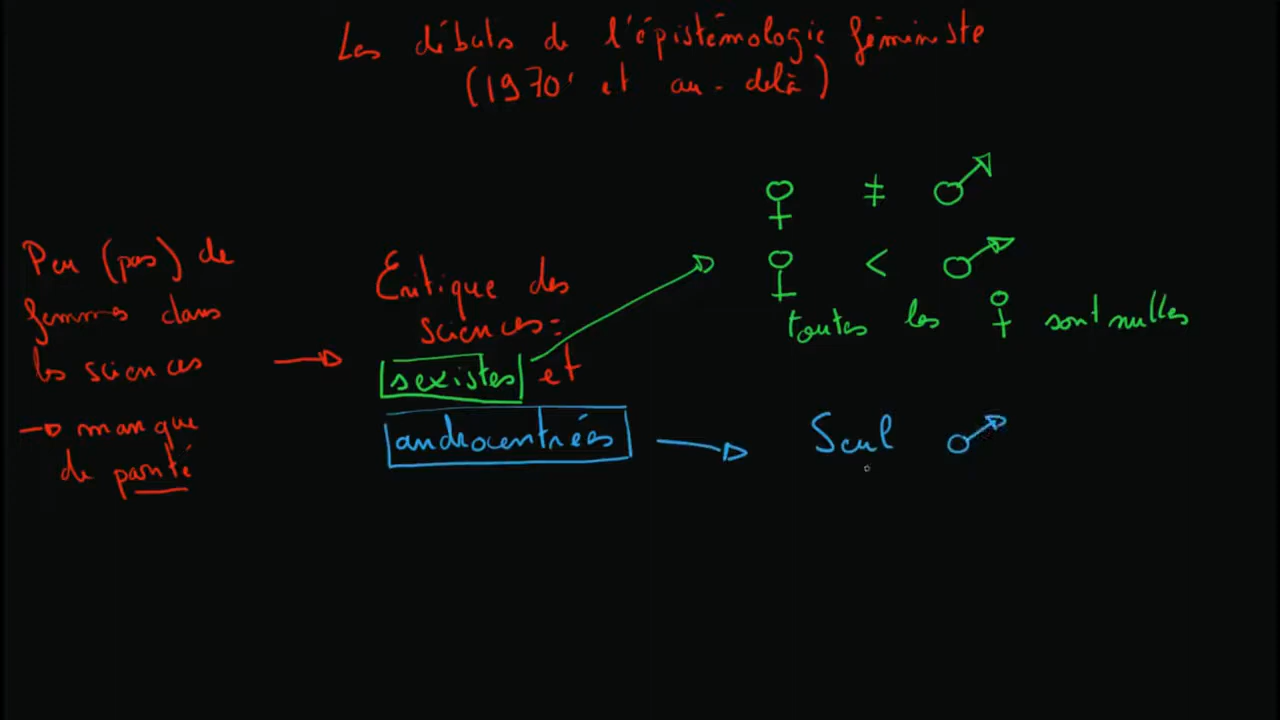 Les débats de l'épistémologie féministe
(1970' et au-delà)
♀ ≠ ♂
♀ < ♂
toutes les ♀ sont nulles
Peu (pas) de
femmes dans
les sciences
→ manque
de parité
→
Critique des
sciences:
sexistes et
androcentrées → Seul ♂